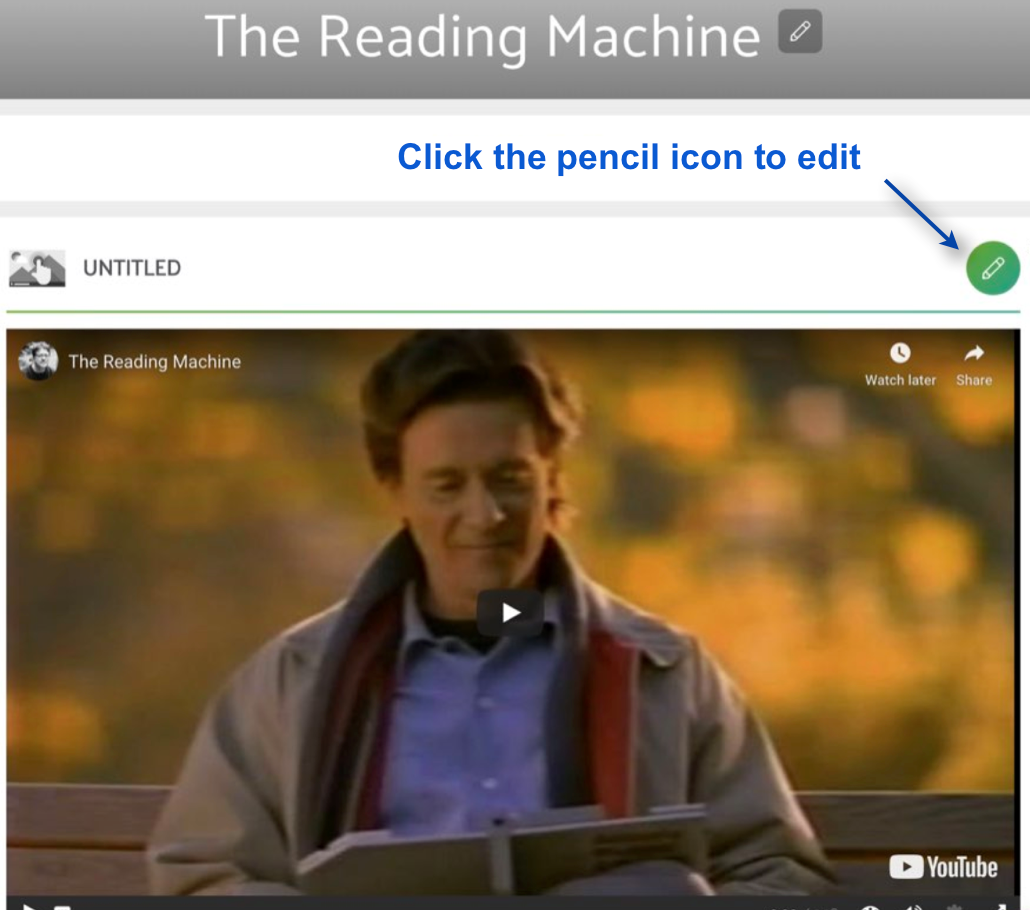 The Reading Machine
Click the pencil icon to edit
UNTITLED
The Reading Machine
Watch later
Share
YouTube